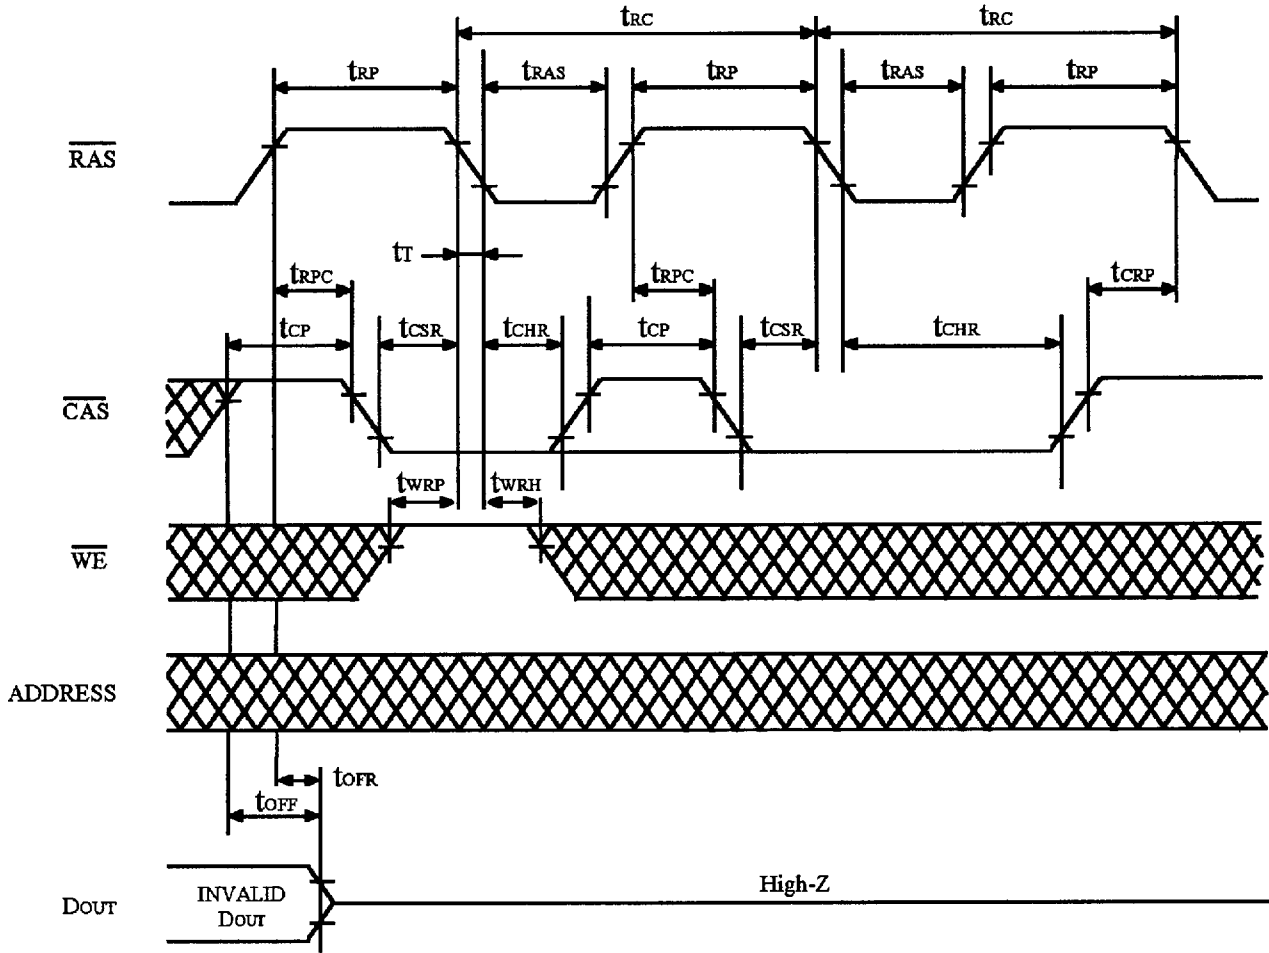 tRC tRC
tRP tRAS tRP tRAS tRP
RAS
tT
tRPC tRPC tCRP
tCP tCSR tCHR tCP tCSR tCHR
CAS
tWRP tWRH
WE
ADDRESS
tOFR
tOFF
High-Z
INVALID
DOUT
DOUT